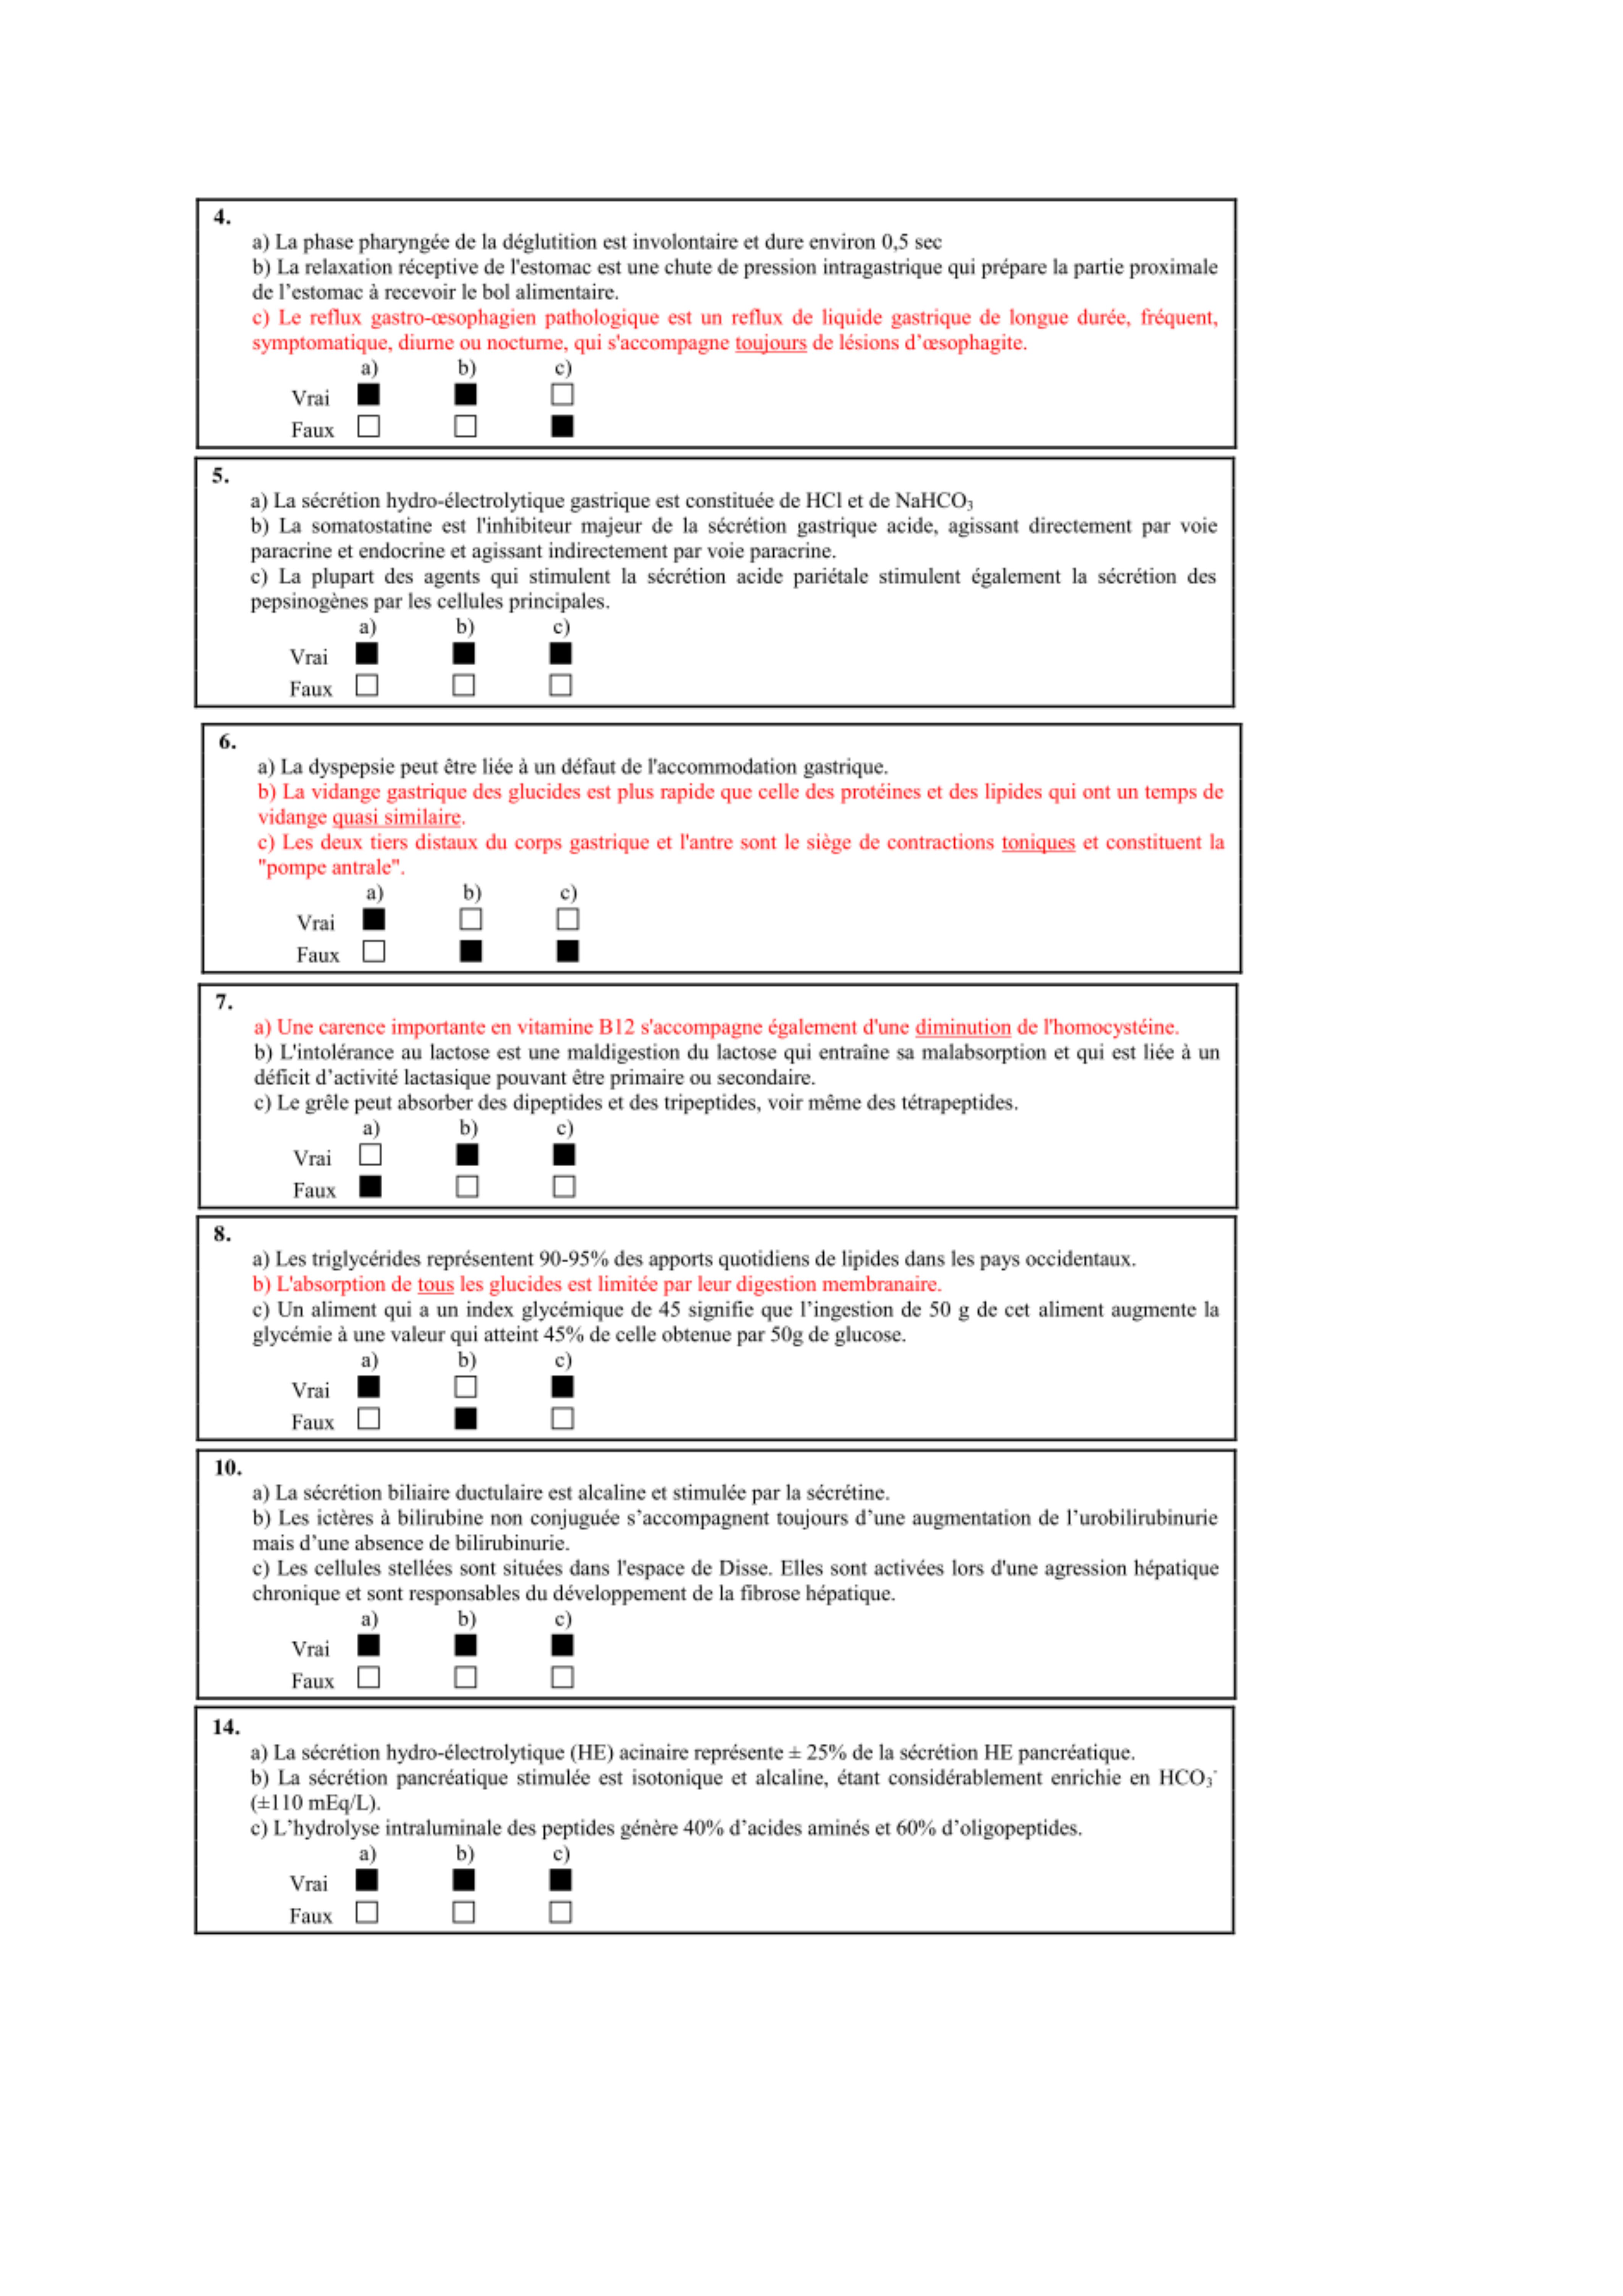 4.
a) La phase pharyngée de la déglutition est involontaire et dure environ 0,5 sec
b) La relaxation réceptive de l'estomac est une chute de pression intragastrique qui prépare la partie proximale
de l’estomac à recevoir le bol alimentaire.
c) Le reflux gastro-œsophagien pathologique est un reflux de liquide gastrique de longue durée, fréquent,
symptomatique, diurne ou nocturne, qui s'accompagne toujours de lésions d’œsophagite.
a) b) c)
Vrai ■ ■ □
Faux □ □ ■
5.
a) La sécrétion hydro-électrolytique gastrique est constituée de HCl et de NaHCO₃
b) La somatostatine est l'inhibiteur majeur de la sécrétion gastrique acide, agissant directement par voie
paracrine et endocrine et agissant indirectement par voie paracrine.
c) La plupart des agents qui stimulent la sécrétion acide pariétale stimulent également la sécrétion des
pepsinogènes par les cellules principales.
a) b) c)
Vrai ■ ■ ■
Faux □ □ □
6.
a) La dyspepsie peut être liée à un défaut de l'accommodation gastrique.
b) La vidange gastrique des glucides est plus rapide que celle des protéines et des lipides qui ont un temps de
vidange quasi similaire.
c) Les deux tiers distaux du corps gastrique et l'antre sont le siège de contractions toniques et constituent la
"pompe antrale".
a) b) c)
Vrai ■ □ □
Faux □ ■ ■
7.
a) Une carence importante en vitamine B12 s'accompagne également d'une diminution de l'homocystéine.
b) L'intolérance au lactose est une maldigestion du lactose qui entraîne sa malabsorption et qui est liée à un
déficit d’activité lactasique pouvant être primaire ou secondaire.
c) Le grêle peut absorber des dipeptides et des tripeptides, voir même des tétrapeptides.
a) b) c)
Vrai □ ■ ■
Faux ■ □ □
8.
a) Les triglycérides représentent 90-95% des apports quotidiens de lipides dans les pays occidentaux.
b) L'absorption de tous les glucides est limitée par leur digestion membranaire.
c) Un aliment qui a un index glycémique de 45 signifie que l’ingestion de 50 g de cet aliment augmente la
glycémie à une valeur qui atteint 45% de celle obtenue par 50g de glucose.
a) b) c)
Vrai ■ □ ■
Faux □ ■ □
10.
a) La sécrétion biliaire ductulaire est alcaline et stimulée par la sécrétine.
b) Les ictères à bilirubine non conjuguée s’accompagnent toujours d’une augmentation de l’urobilirubinurie
mais d’une absence de bilirubinurie.
c) Les cellules stellées sont situées dans l'espace de Disse. Elles sont activées lors d'une agression hépatique
chronique et sont responsables du développement de la fibrose hépatique.
a) b) c)
Vrai ■ ■ ■
Faux □ □ □
14.
a) La sécrétion hydro-électrolytique (HE) acinaire représente ± 25% de la sécrétion HE pancréatique.
b) La sécrétion pancréatique stimulée est isotonique et alcaline, étant considérablement enrichie en HCO₃⁻
(±110 mEq/L).
c) L’hydrolyse intraluminale des peptides génère 40% d’acides aminés et 60% d’oligopeptides.
a) b) c)
Vrai ■ ■ ■
Faux □ □ □